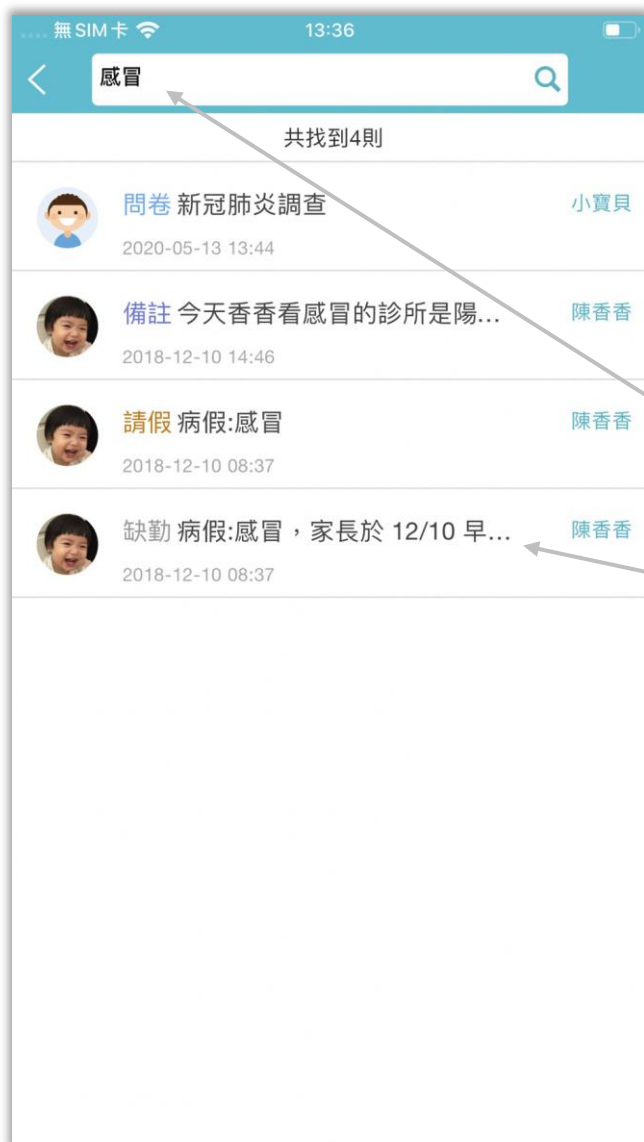 無SIM卡 13:36
感冒
共找到4則
問卷 新冠肺炎調查 小寶貝
2020-05-13 13:44
備註 今天香香看感冒的診所是陽... 陳香香
2018-12-10 14:46
請假 病假:感冒 陳香香
2018-12-10 08:37
缺勤 病假:感冒，家長於 12/10 早... 陳香香
2018-12-10 08:37